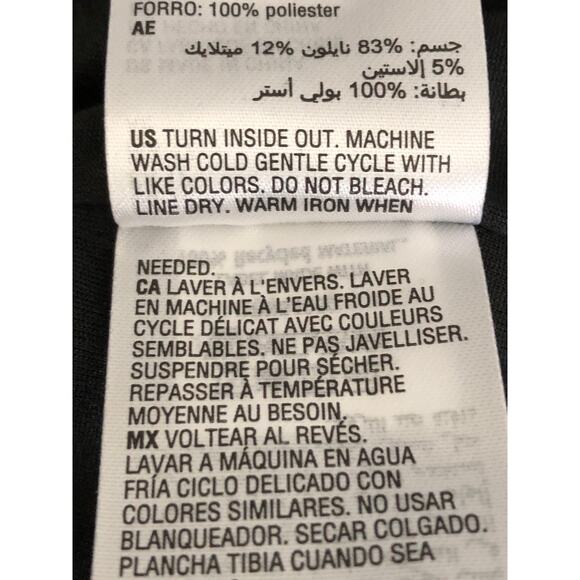 FORRO: 100% poliester
AE
جسم: 83% نايلون 12% ميتلايك
5% إلاستين
بطانة: 100% بولي أستر
US TURN INSIDE OUT. MACHINE
WASH COLD GENTLE CYCLE WITH
LIKE COLORS. DO NOT BLEACH.
LINE DRY. WARM IRON WHEN
NEEDED.
CA LAVER À L'ENVERS. LAVER
EN MACHINE À L'EAU FROIDE AU
CYCLE DÉLICAT AVEC COULEURS
SEMBLABLES. NE PAS JAVELLISER.
SUSPENDRE POUR SÉCHER.
REPASSER À TEMPÉRATURE
MOYENNE AU BESOIN.
MX VOLTEAR AL REVÉS.
LAVAR A MÁQUINA EN AGUA
FRÍA CICLO DELICADO CON
COLORES SIMILARES. NO USAR
BLANQUEADOR. SECAR COLGADO.
PLANCHA TIBIA CUANDO SEA